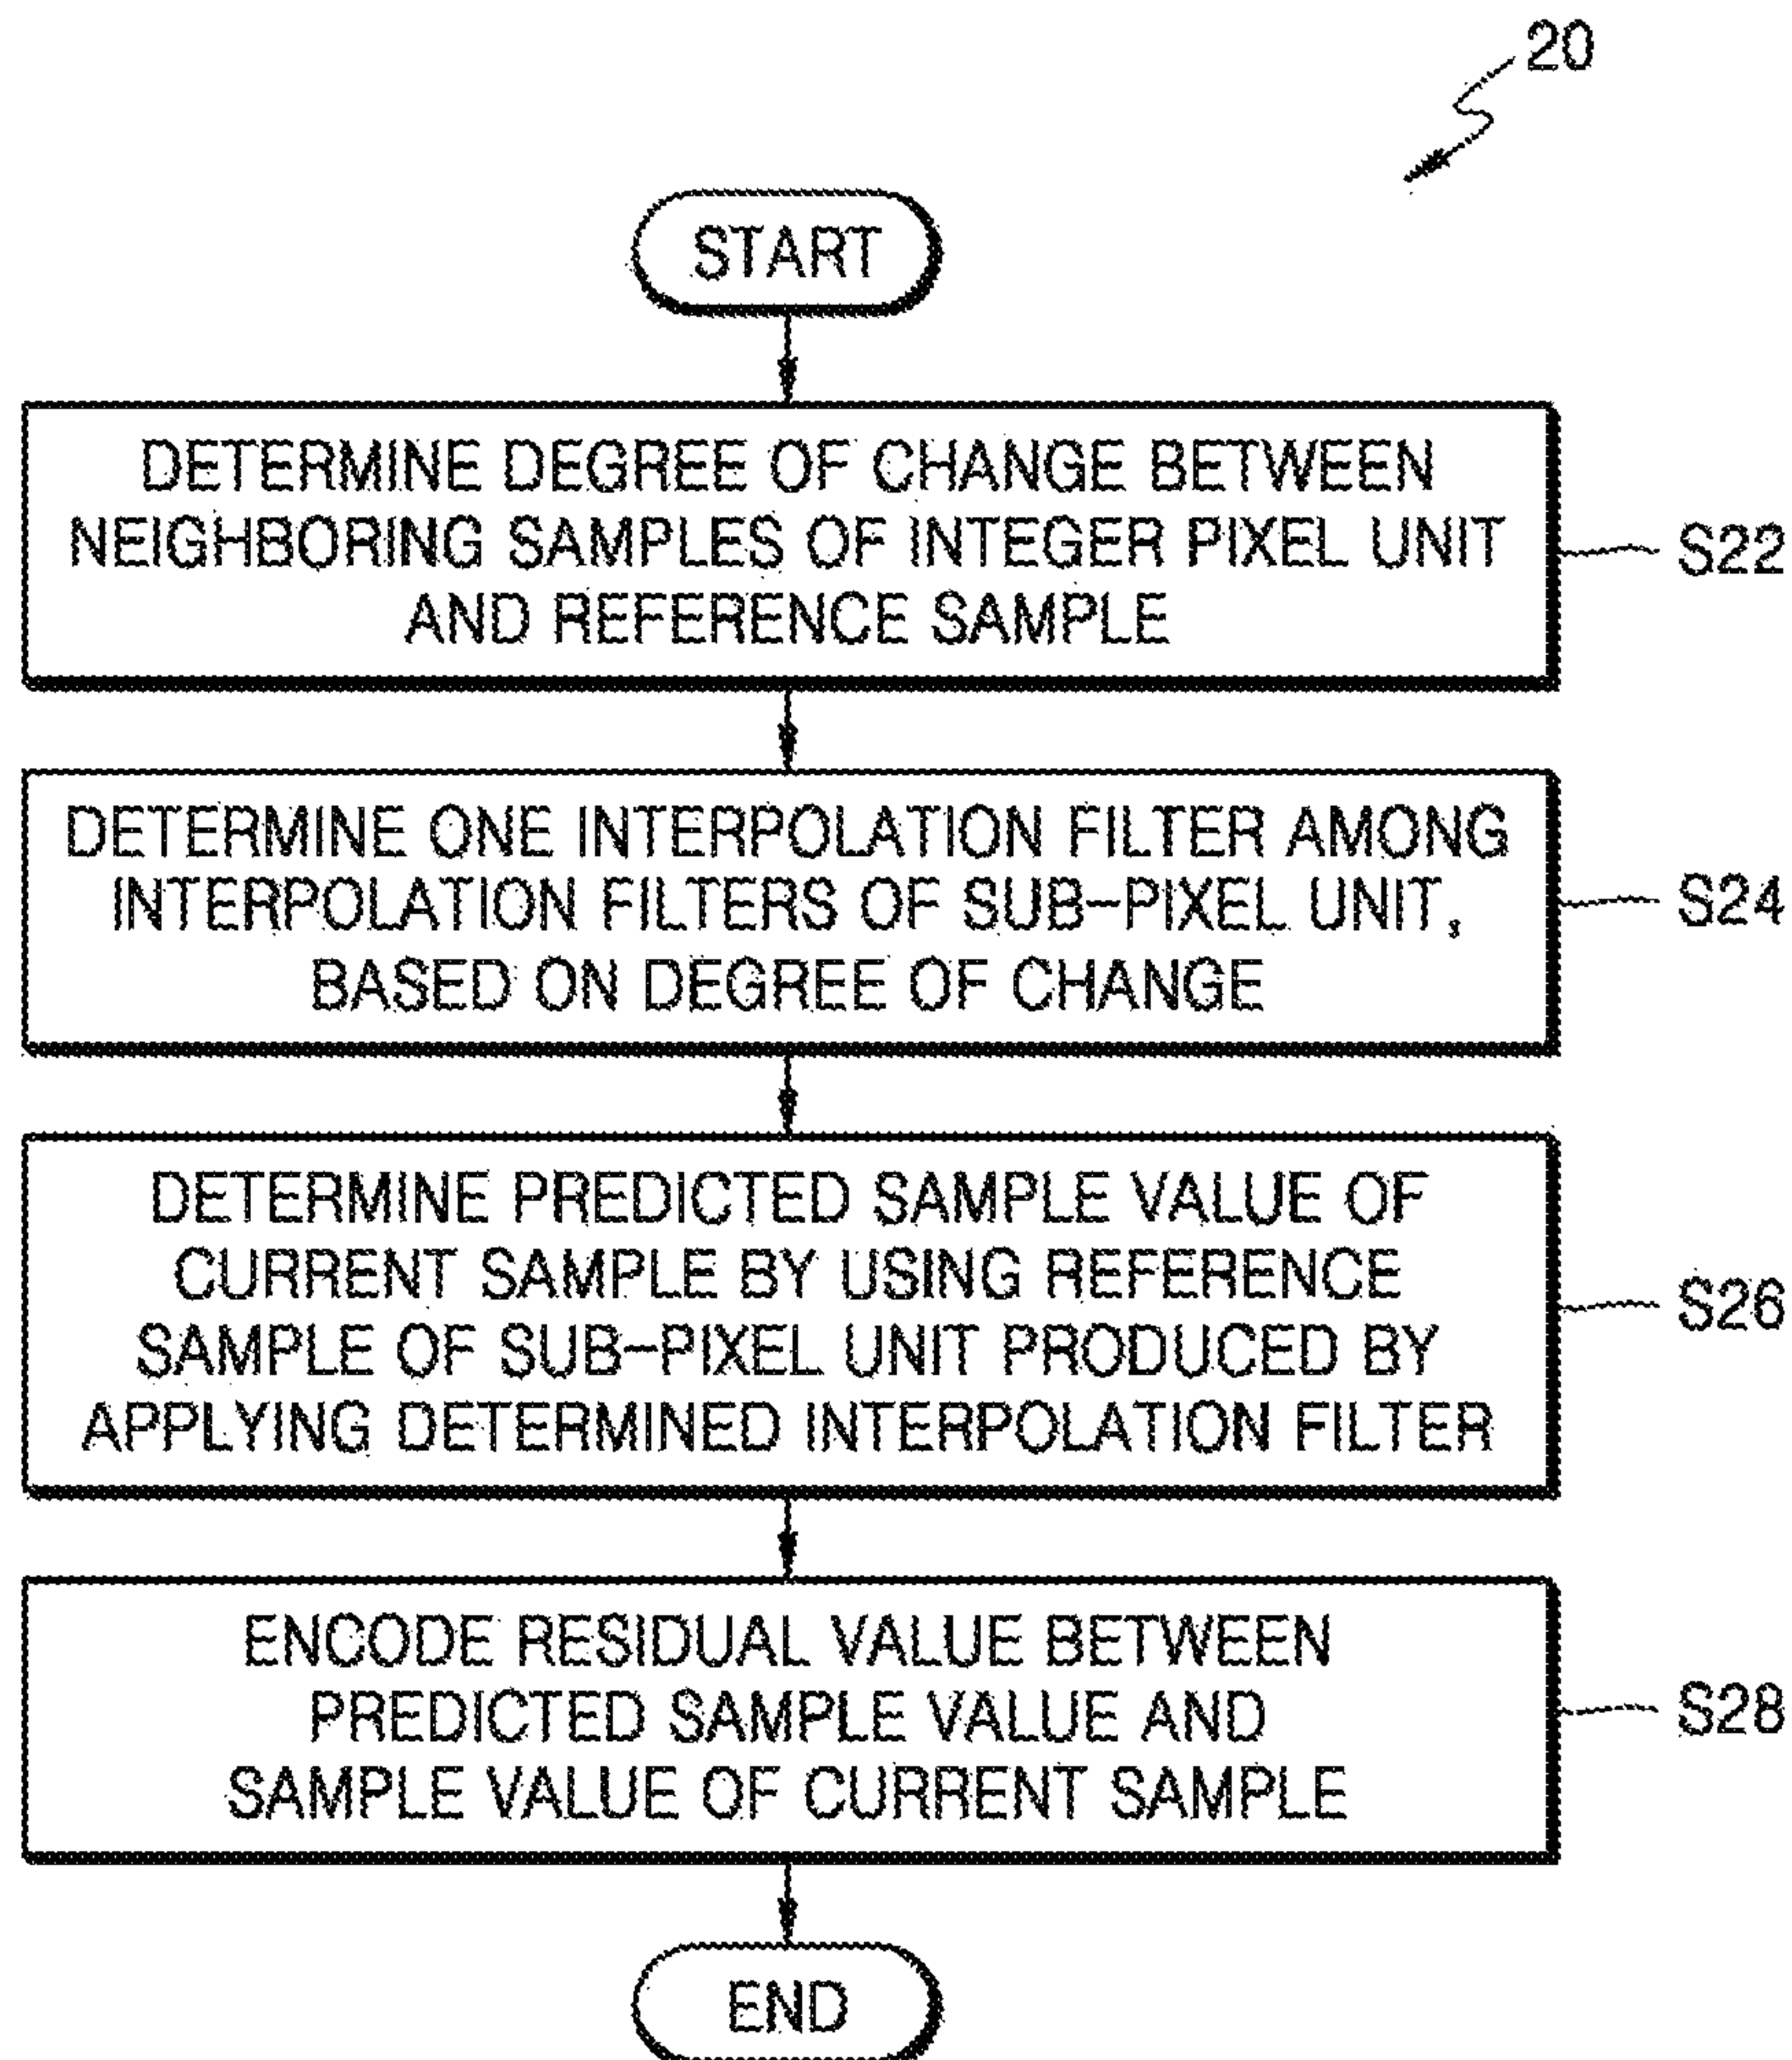 20
START
DETERMINE DEGREE OF CHANGE BETWEEN
NEIGHBORING SAMPLES OF INTEGER PIXEL UNIT
AND REFERENCE SAMPLE
S22
DETERMINE ONE INTERPOLATION FILTER AMONG
INTERPOLATION FILTERS OF SUB-PIXEL UNIT,
BASED ON DEGREE OF CHANGE
S24
DETERMINE PREDICTED SAMPLE VALUE OF
CURRENT SAMPLE BY USING REFERENCE
SAMPLE OF SUB-PIXEL UNIT PRODUCED BY
APPLYING DETERMINED INTERPOLATION FILTER
S26
ENCODE RESIDUAL VALUE BETWEEN
PREDICTED SAMPLE VALUE AND
SAMPLE VALUE OF CURRENT SAMPLE
S28
END